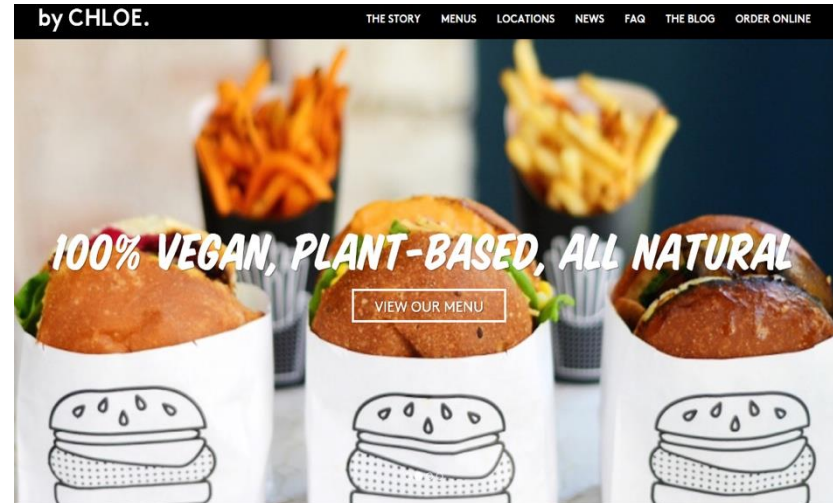 by CHLOE.
THE STORY MENUS LOCATIONS NEWS FAQ THE BLOG ORDER ONLINE
100% VEGAN, PLANT-BASED, ALL NATURAL
VIEW OUR MENU